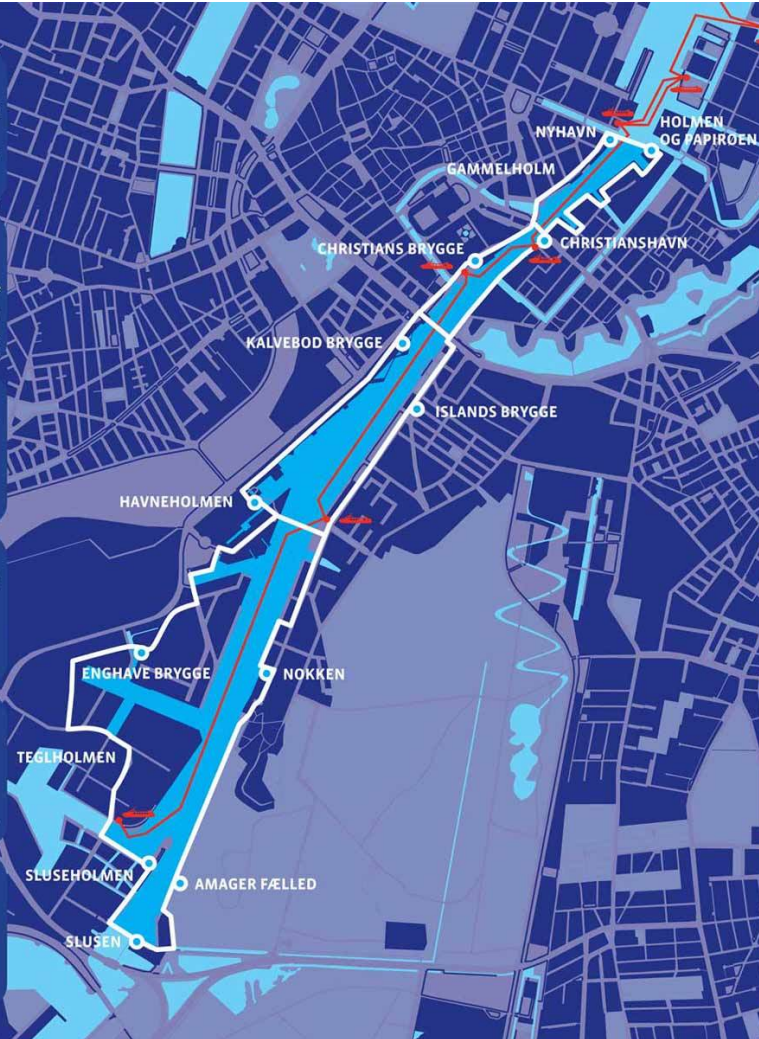 NYHAVN
HOLMEN
OG PAPIRØEN
GAMMELHOLM
CHRISTIANS BRYGGE
CHRISTIANSHAVN
KALVEBOD BRYGGE
ISLANDS BRYGGE
HAVNEHOLMEN
ENGHAVE BRYGGE
NOKKEN
TEGLHOLMEN
SLUSEHOLMEN
AMAGER FÆLLED
SLUSEN